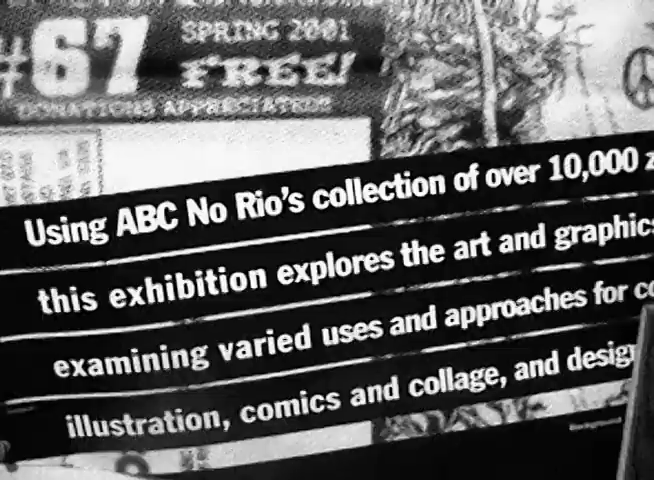 #67 SPRING 2001
FREE!
DONATIONS APPRECIATED!
Using ABC No Rio's collection of over 10,000 z
this exhibition explores the art and graphics
examining varied uses and approaches for co
illustration, comics and collage, and design